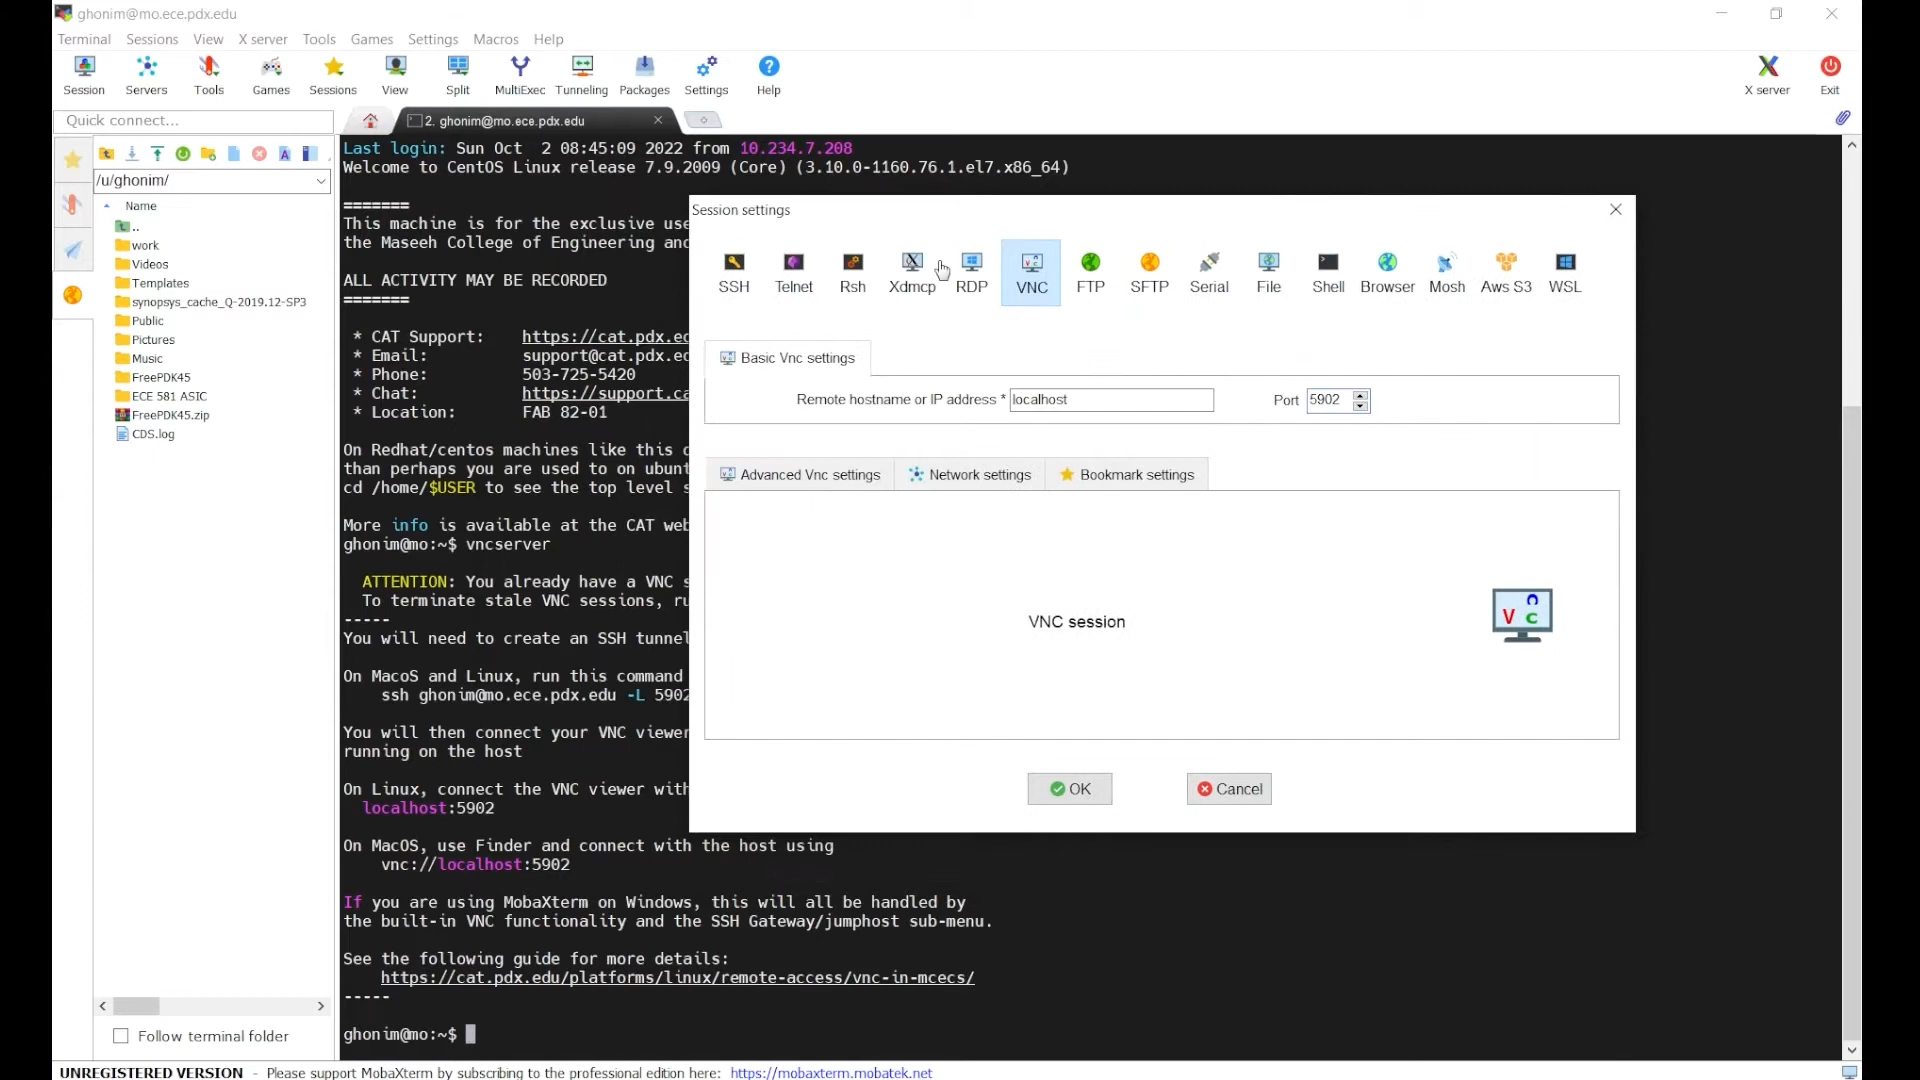 ghonim@mo.ece.pdx.edu
Terminal Sessions View X server Tools Games Settings Macros Help
Session Servers Tools Games Sessions View Split MultiExec Tunneling Packages Settings Help X server Exit
Quick connect...
2. ghonim@mo.ece.pdx.edu
/u/ghonim/
Name
..
work
Videos
Templates
synopsys_cache_Q-2019.12-SP3
Public
Pictures
Music
FreePDK45
ECE 581 ASIC
FreePDK45.zip
CDS.log
Follow terminal folder
Last login: Sun Oct  2 08:45:09 2022 from 10.234.7.208
Welcome to CentOS Linux release 7.9.2009 (Core) (3.10.0-1160.76.1.el7.x86_64)
=======
This machine is for the exclusive use
the Maseeh College of Engineering and
ALL ACTIVITY MAY BE RECORDED
=======
* CAT Support: https://cat.pdx.ed
* Email: support@cat.pdx.ed
* Phone: 503-725-5420
* Chat: https://support.ca
* Location: FAB 82-01
On Redhat/centos machines like this
than perhaps you are used to on ubunt
cd /home/$USER to see the top level s
More info is available at the CAT web
ghonim@mo:~$ vncserver
ATTENTION: You already have a VNC s
To terminate stale VNC sessions, ru
-----
You will need to create an SSH tunnel
On MacOS and Linux, run this command
ssh ghonim@mo.ece.pdx.edu -L 5902
You will then connect your VNC viewer
running on the host
On Linux, connect the VNC viewer with
localhost:5902
On MacOS, use Finder and connect with the host using
vnc://localhost:5902
If you are using MobaXterm on Windows, this will all be handled by
the built-in VNC functionality and the SSH Gateway/jumphost sub-menu.
See the following guide for more details:
https://cat.pdx.edu/platforms/linux/remote-access/vnc-in-mcecs/
-----
ghonim@mo:~$
Session settings
SSH Telnet Rsh Xdmcp RDP VNC FTP SFTP Serial File Shell Browser Mosh Aws S3 WSL
Basic Vnc settings
Remote hostname or IP address * localhost Port 5902
Advanced Vnc settings Network settings Bookmark settings
VNC session
OK Cancel
UNREGISTERED VERSION - Please support MobaXterm by subscribing to the professional edition here: https://mobaxterm.mobatek.net